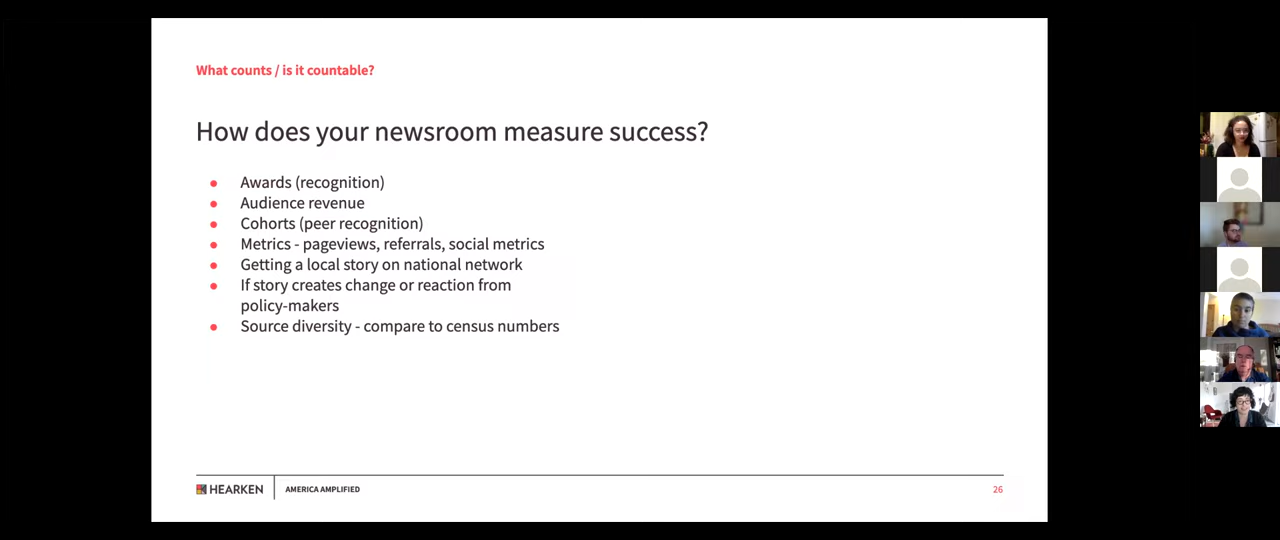 What counts / is it countable?
How does your newsroom measure success?
● Awards (recognition)
● Audience revenue
● Cohorts (peer recognition)
● Metrics - pageviews, referrals, social metrics
● Getting a local story on national network
● If story creates change or reaction from
policy-makers
● Source diversity - compare to census numbers
HEARKEN
AMERICA AMPLIFIED
26